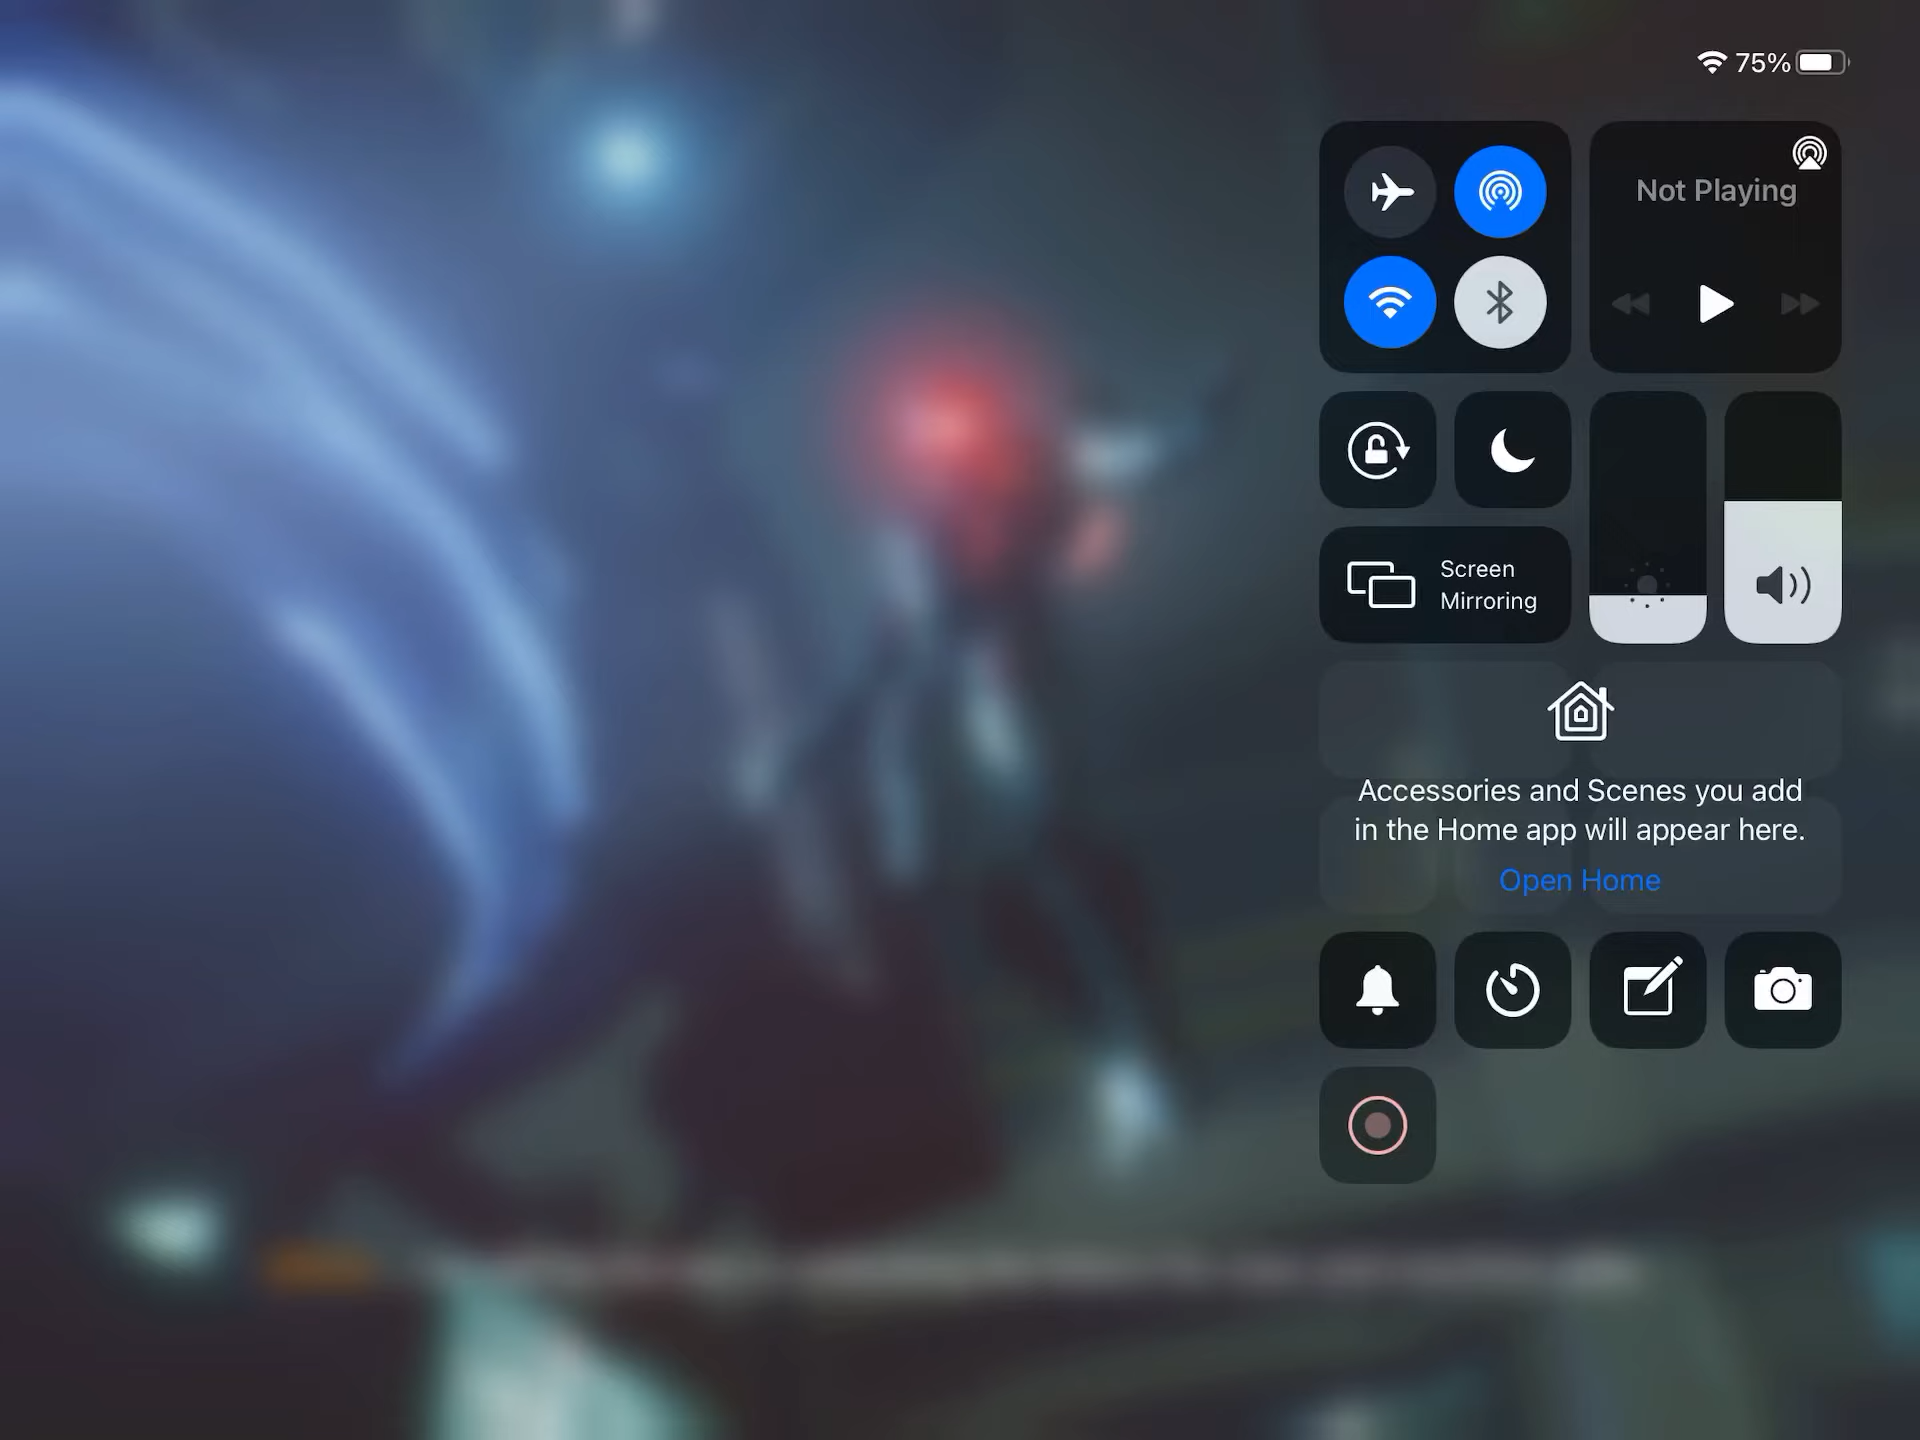 75%
Not Playing
Screen
Mirroring
Accessories and Scenes you add
in the Home app will appear here.
Open Home